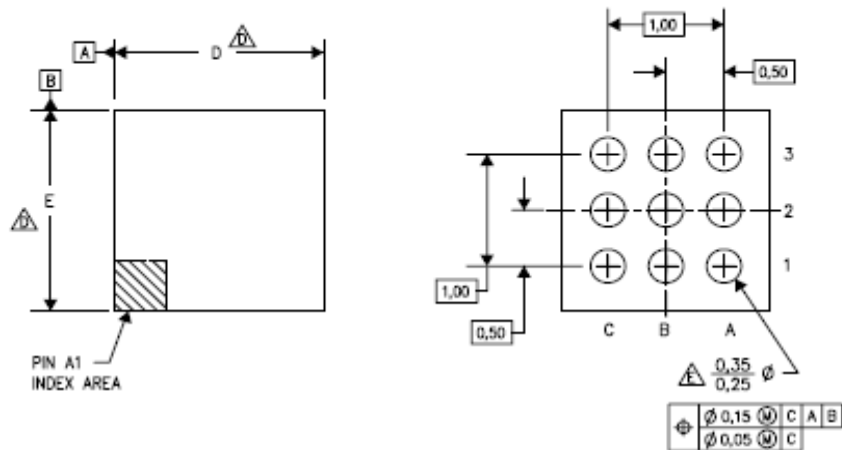 A
D D
B
E
D
PIN A1
INDEX AREA
1,00
0,50
3
2
1
1,00
0,50
C B A
E 0,35
0,25 Ø
⌖ Ø 0,15 Ⓜ C A B
Ø 0,05 Ⓜ C